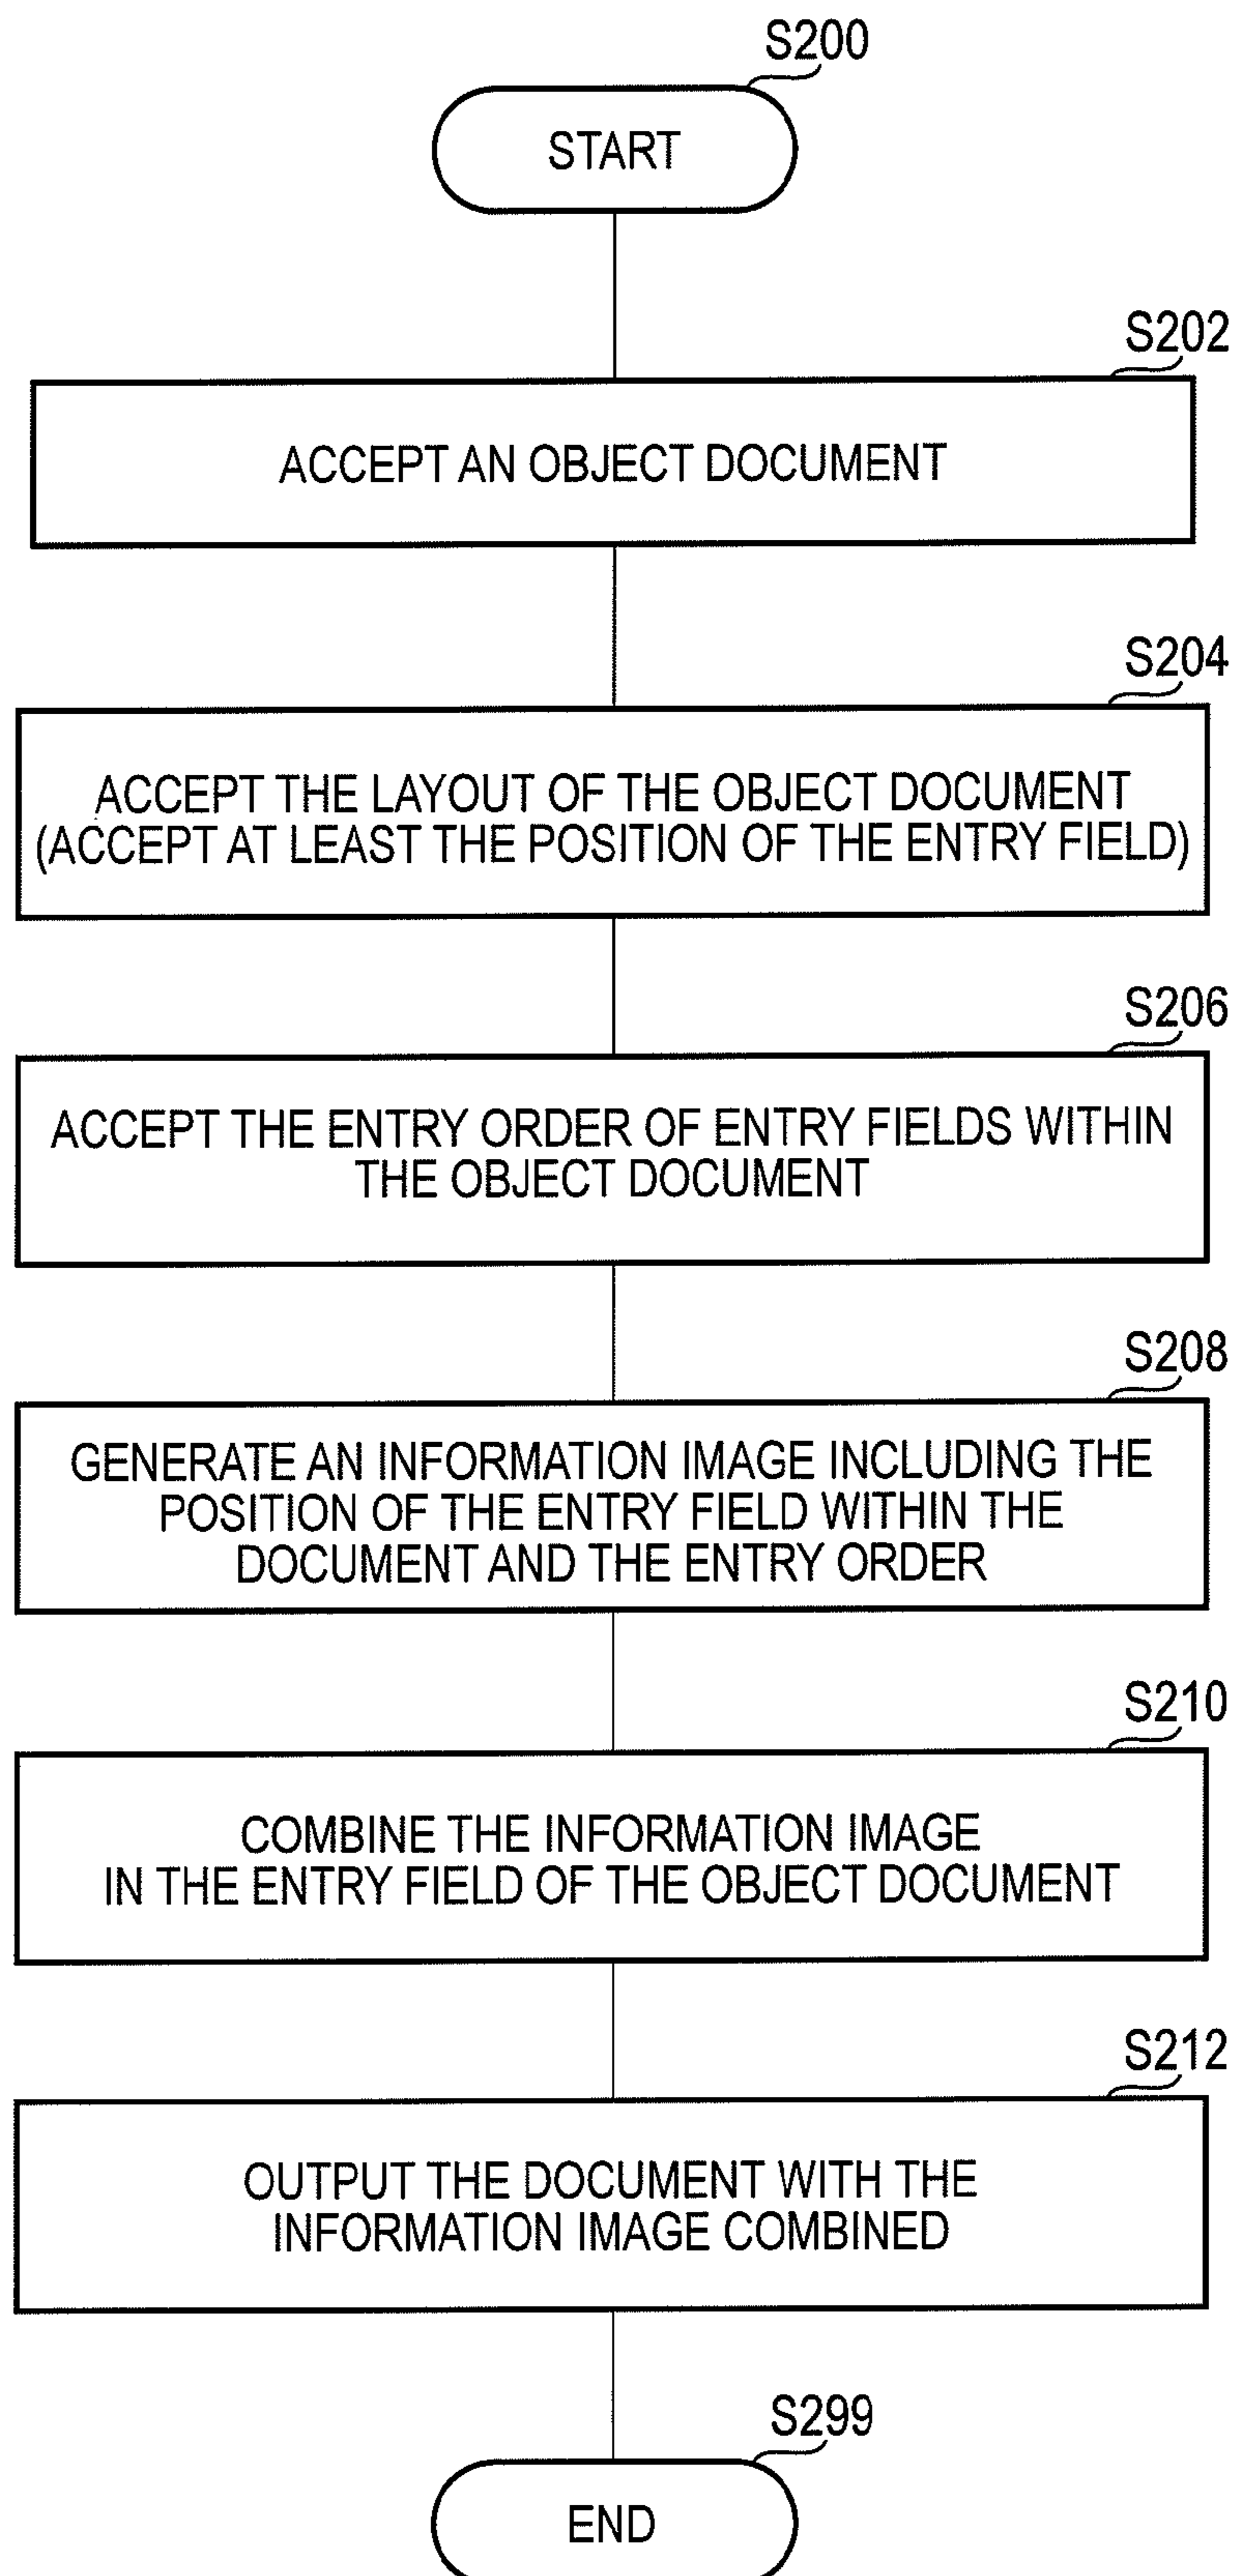 S200
START
S202
ACCEPT AN OBJECT DOCUMENT
S204
ACCEPT THE LAYOUT OF THE OBJECT DOCUMENT
(ACCEPT AT LEAST THE POSITION OF THE ENTRY FIELD)
S206
ACCEPT THE ENTRY ORDER OF ENTRY FIELDS WITHIN
THE OBJECT DOCUMENT
S208
GENERATE AN INFORMATION IMAGE INCLUDING THE
POSITION OF THE ENTRY FIELD WITHIN THE
DOCUMENT AND THE ENTRY ORDER
S210
COMBINE THE INFORMATION IMAGE
IN THE ENTRY FIELD OF THE OBJECT DOCUMENT
S212
OUTPUT THE DOCUMENT WITH THE
INFORMATION IMAGE COMBINED
S299
END